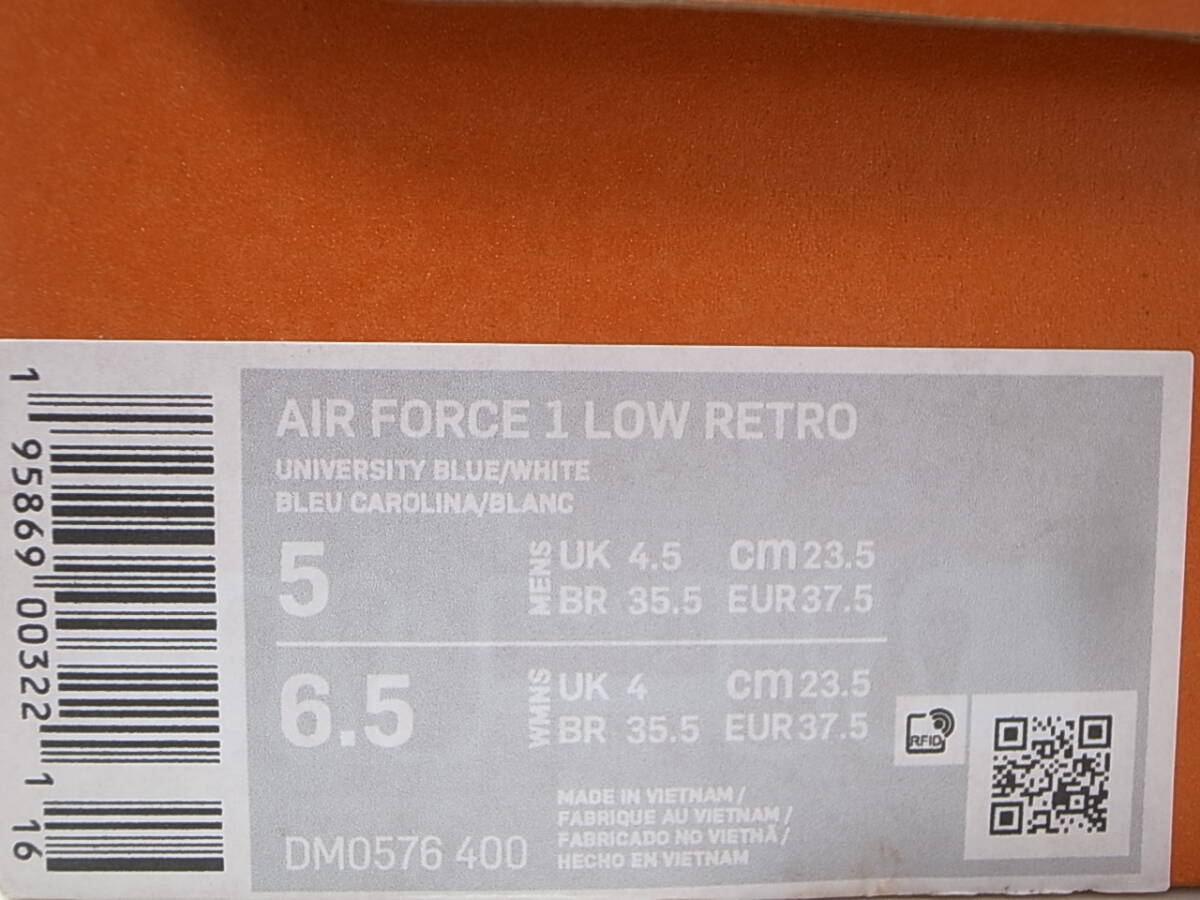 AIR FORCE 1 LOW RETRO
UNIVERSITY BLUE/WHITE
BLEU CAROLINA/BLANC
5
MENS
UK 4.5 cm 23.5
BR 35.5 EUR 37.5
6.5
WMNS
UK 4 cm 23.5
BR 35.5 EUR 37.5
RFID
MADE IN VIETNAM/
FABRIQUE AU VIETNAM/
FABRICADO NO VIETNÃ/
HECHO EN VIETNAM
DM0576 400
1 95869 00322 1 16